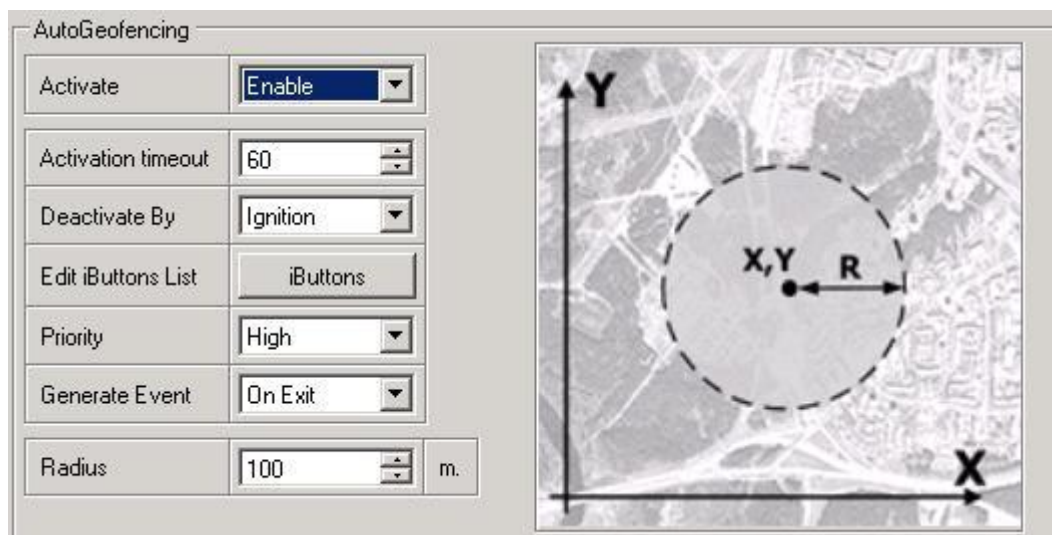 AutoGeofencing
Activate Enable
Activation timeout 60
Deactivate By Ignition
Edit iButtons List iButtons
Priority High
Generate Event On Exit
Radius 100 m.
Y
X,Y R
X